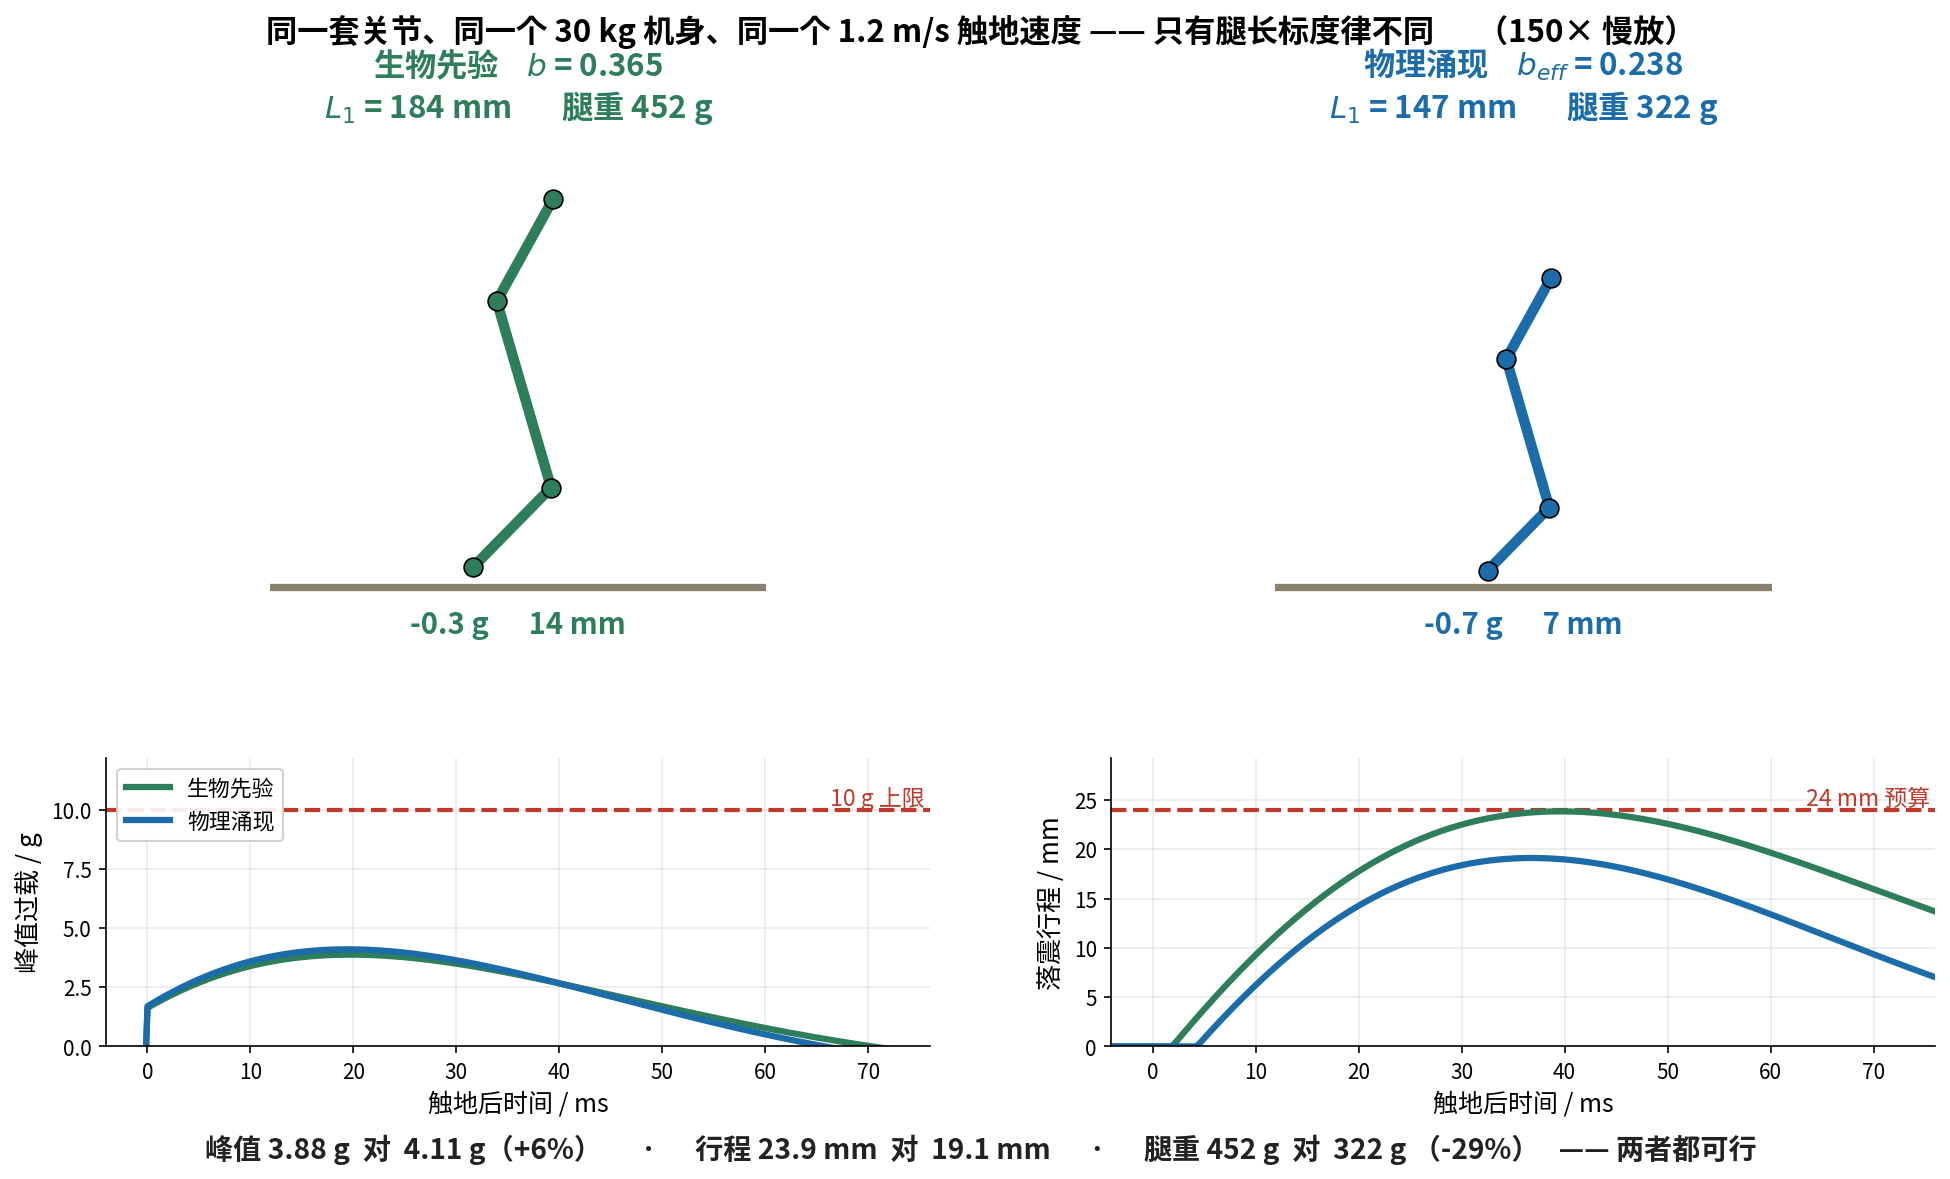 同一套关节、同一个 30 kg 机身、同一个 1.2 m/s 触地速度 —— 只有腿长标度律不同 （150× 慢放）
生物先验 b = 0.365
L₁ = 184 mm 腿重 452 g
物理涌现 b_eff = 0.238
L₁ = 147 mm 腿重 322 g
-0.3 g 14 mm
-0.7 g 7 mm
生物先验
物理涌现
10 g 上限
峰值过载 / g
10.0
7.5
5.0
2.5
0.0
0 10 20 30 40 50 60 70
触地后时间 / ms
24 mm 预算
落震行程 / mm
25
20
15
10
5
0
0 10 20 30 40 50 60 70
触地后时间 / ms
峰值 3.88 g 对 4.11 g（+6%） · 行程 23.9 mm 对 19.1 mm · 腿重 452 g 对 322 g （-29%） —— 两者都可行